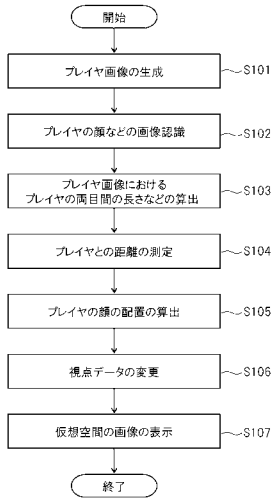 開始
プレイヤ画像の生成
S101
プレイヤの顔などの画像認識
S102
プレイヤ画像における
プレイヤの両目間の長さなどの算出
S103
プレイヤとの距離の測定
S104
プレイヤの顔の配置の算出
S105
視点データの変更
S106
仮想空間の画像の表示
S107
終了